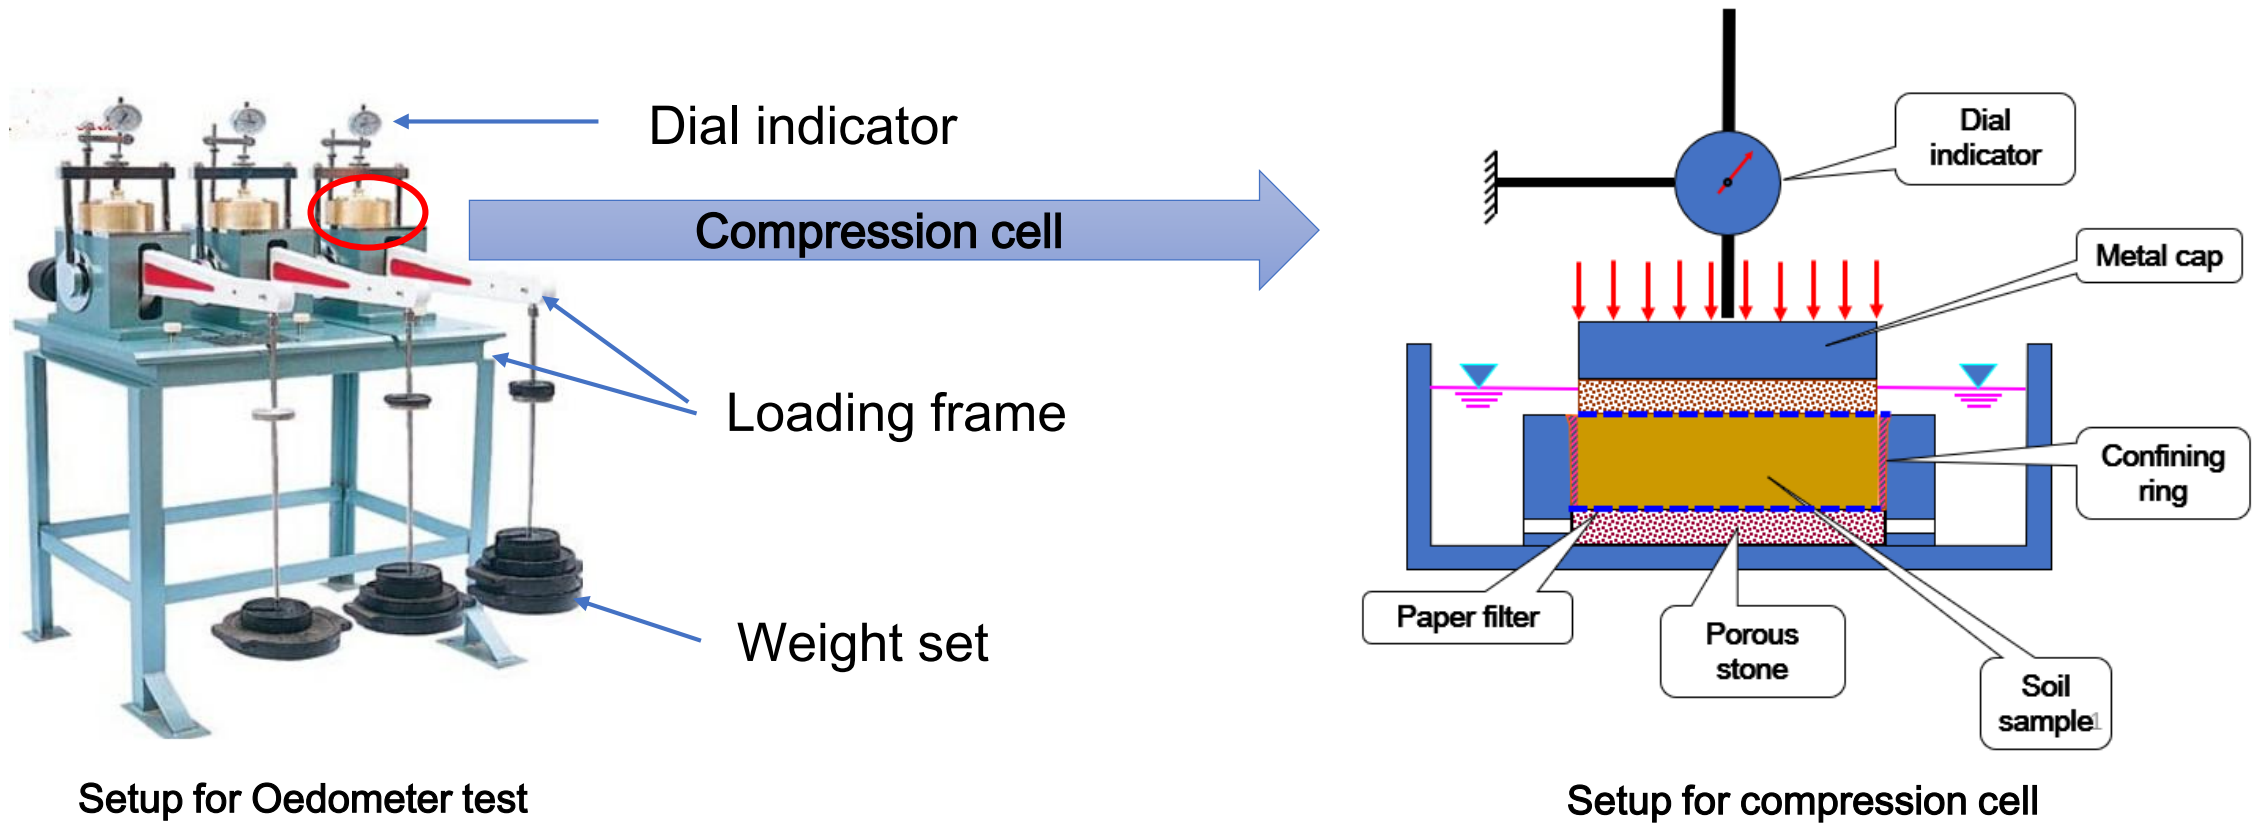 Dial indicator
Compression cell
Loading frame
Weight set
Setup for Oedometer test
Dial
indicator
Metal cap
Confining
ring
Paper filter
Porous
stone
Soil
sample
1
Setup for compression cell